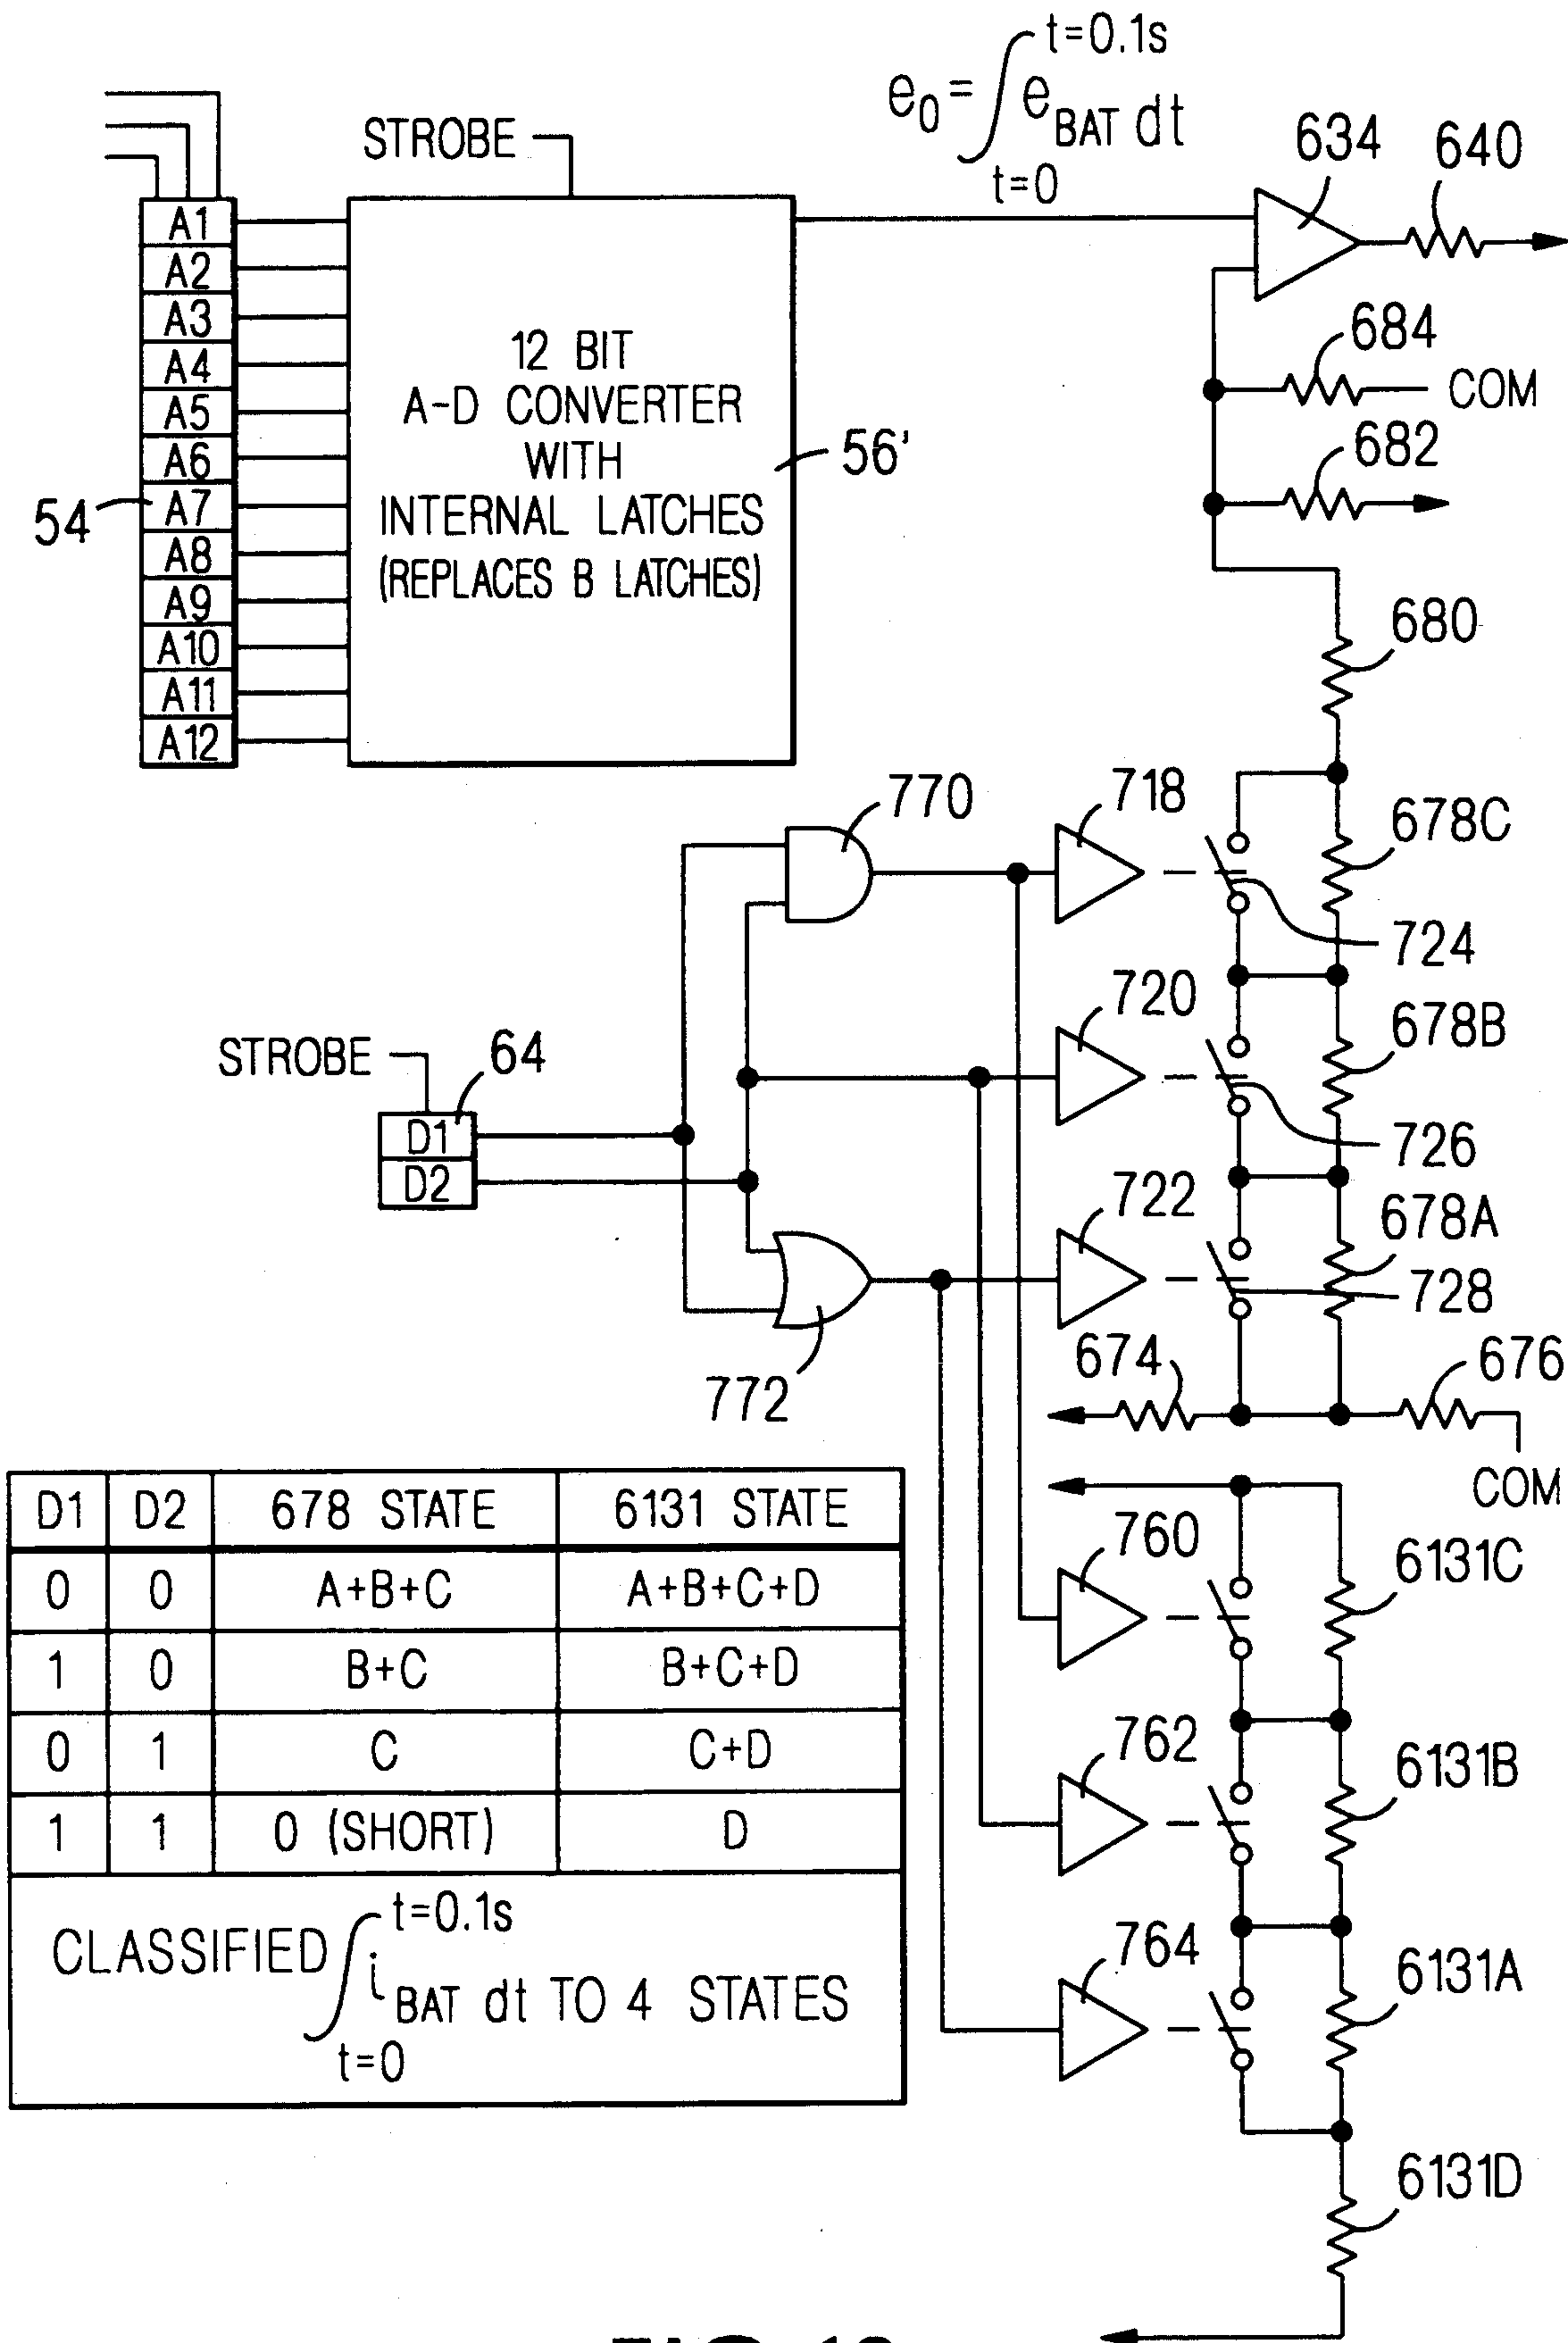 e₀ = ∫ e BAT dt
t=0.1s
t=0
STROBE
634
640
A1
A2
A3
A4
A5
A6
A7
A8
A9
A10
A11
A12
54
12 BIT
A-D CONVERTER
WITH
INTERNAL LATCHES
(REPLACES B LATCHES)
56'
684
COM
682
680
770
718
678C
724
720
678B
726
STROBE
64
D1
D2
722
678A
728
772
674
676
COM
D1 D2 678 STATE 6131 STATE
0 0 A+B+C A+B+C+D
1 0 B+C B+C+D
0 1 C C+D
1 1 0 (SHORT) D
CLASSIFIED ∫ i BAT dt TO 4 STATES
t=0.1s
t=0
760
6131C
762
6131B
764
6131A
6131D